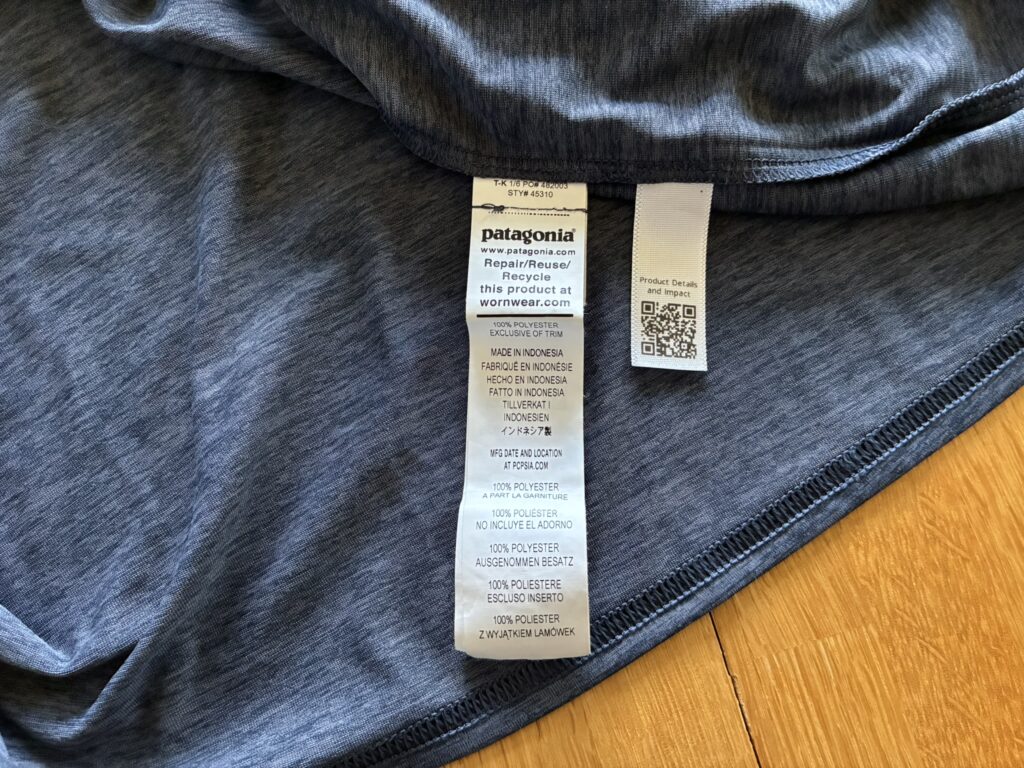 T-K 1/6 PO# 482003
STY# 45310
patagonia®
www.patagonia.com
Repair/Reuse/
Recycle
this product at
wornwear.com
100% POLYESTER
EXCLUSIVE OF TRIM
MADE IN INDONESIA
FABRIQUÉ EN INDONÉSIE
HECHO EN INDONESIA
FATTO IN INDONESIA
TILLVERKAT I
INDONESIEN
インドネシア製
MFG DATE AND LOCATION
AT PCPSIA.COM
100% POLYESTER
A PART LA GARNITURE
100% POLIÉSTER
NO INCLUYE EL ADORNO
100% POLYESTER
AUSGENOMMEN BESATZ
100% POLIESTERE
ESCLUSO INSERTO
100% POLIESTER
Z WYJĄTKIEM LAMÓWEK
Product Details
and Impact